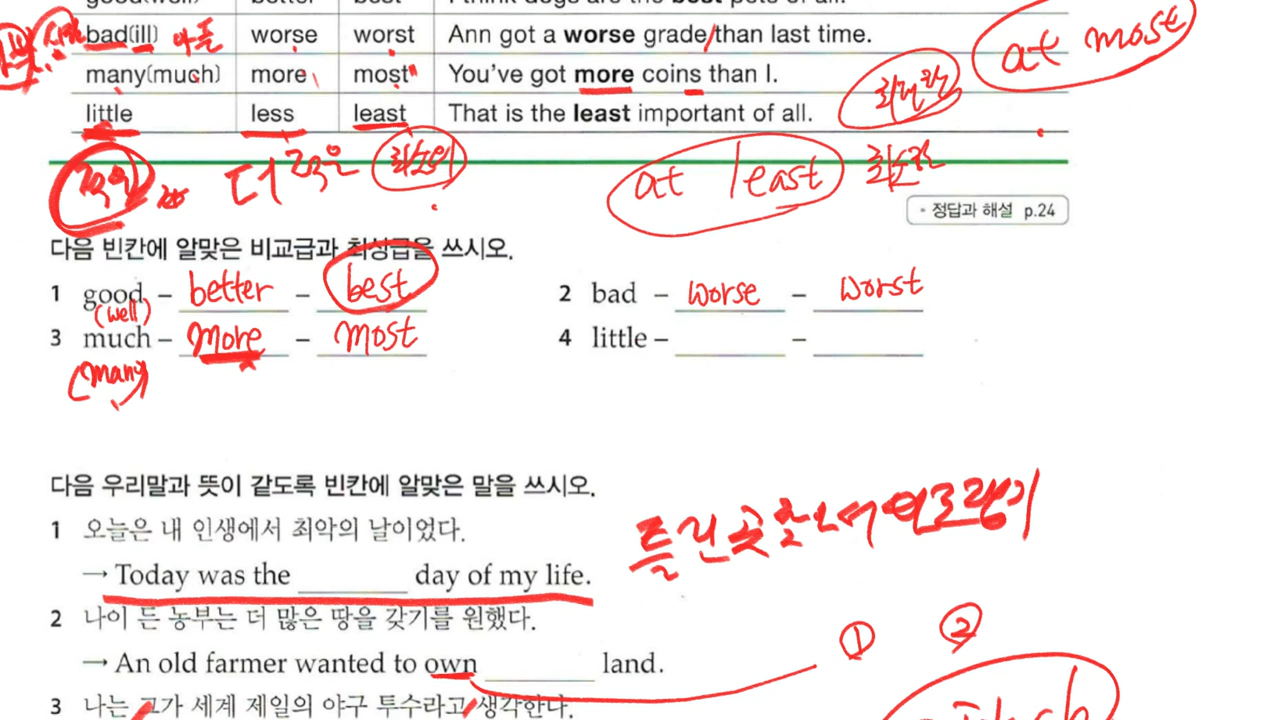 bad(ill) 아픈 worse worst Ann got a worse grade/than last time.
at most
many(much) more most You've got more coins than I.
little less least That is the least important of all.
더 적은 최소의
at least 최소한
• 정답과 해설 p.24
다음 빈칸에 알맞은 비교급과 최상급을 쓰시오.
1 good – better – best
(well)
2 bad – worse – worst
3 much – more – most
(many)
4 little – ________ – ________
다음 우리말과 뜻이 같도록 빈칸에 알맞은 말을 쓰시오.
1 오늘은 내 인생에서 최악의 날이었다.
→ Today was the ________ day of my life.
2 나이 든 농부는 더 많은 땅을 갖기를 원했다.
① ②
→ An old farmer wanted to own ________ land.
3 나는 그가 세계 제일의 야구 투수라고 생각한다.